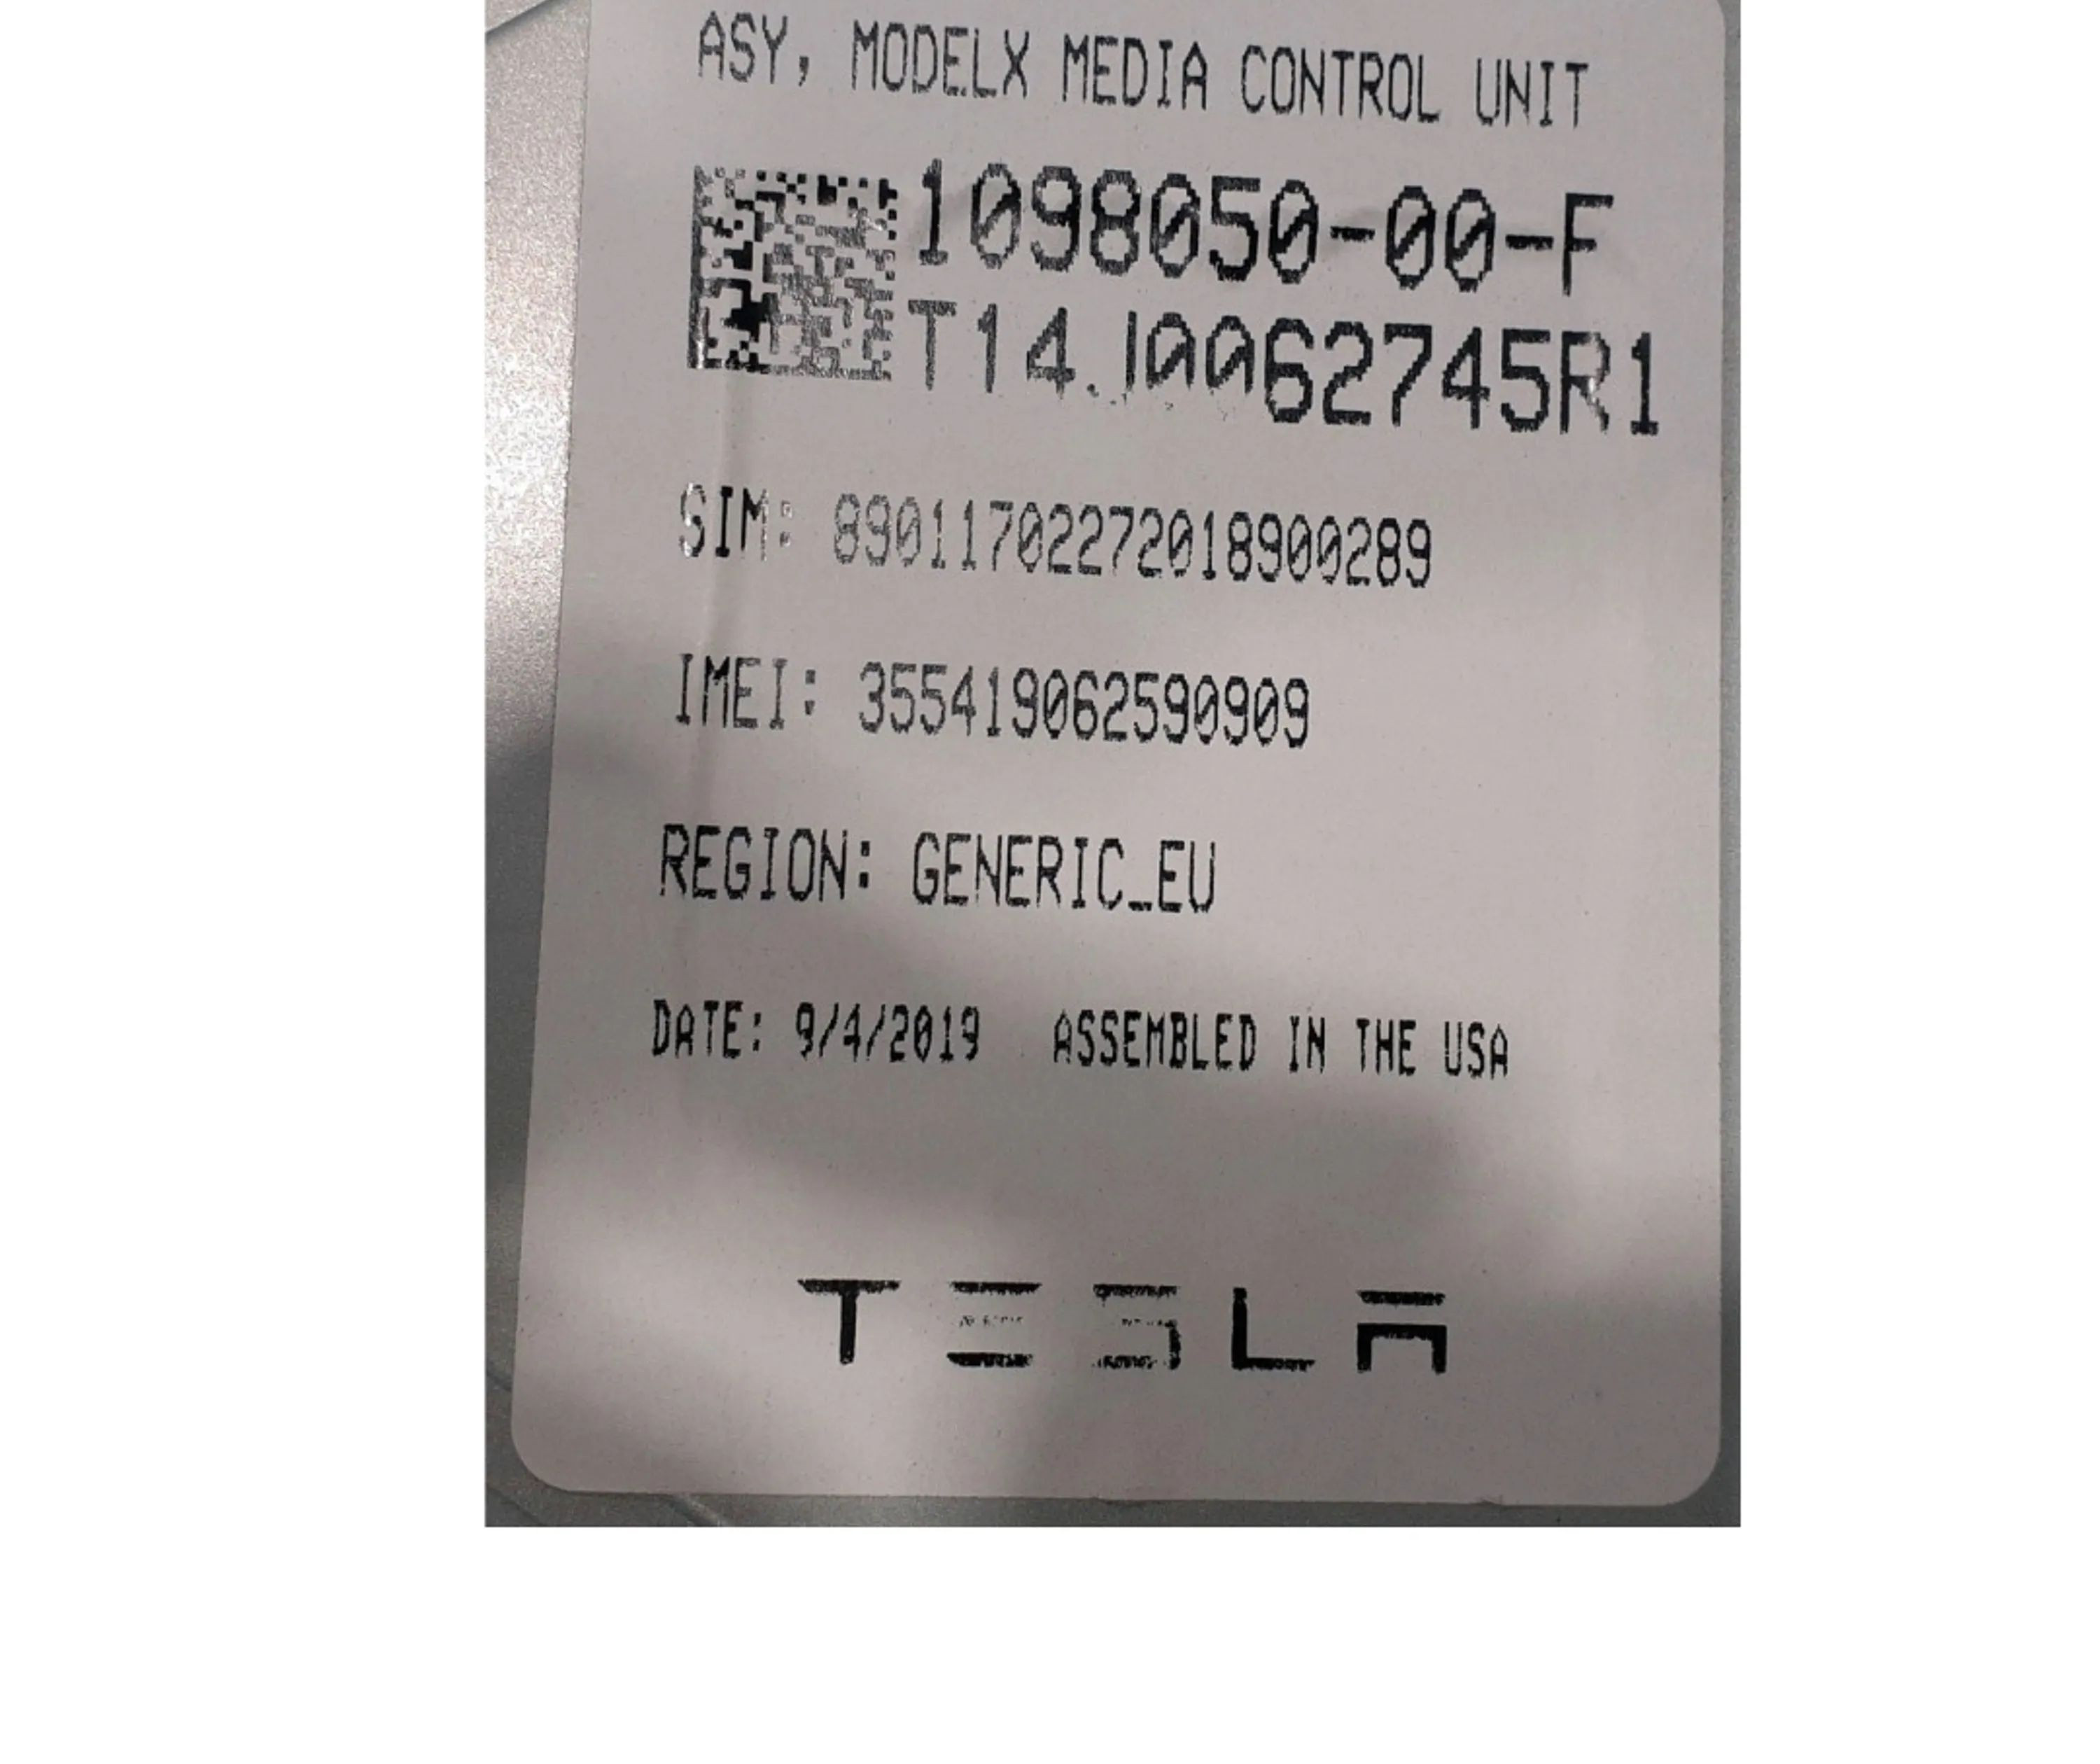 ASY, MODELX MEDIA CONTROL UNIT
1098050-00-F
T14J0062745R1
SIM: 89011702272018900289
IMEI: 355419062590909
REGION: GENERIC_EU
DATE: 9/4/2019 ASSEMBLED IN THE USA
TESLA